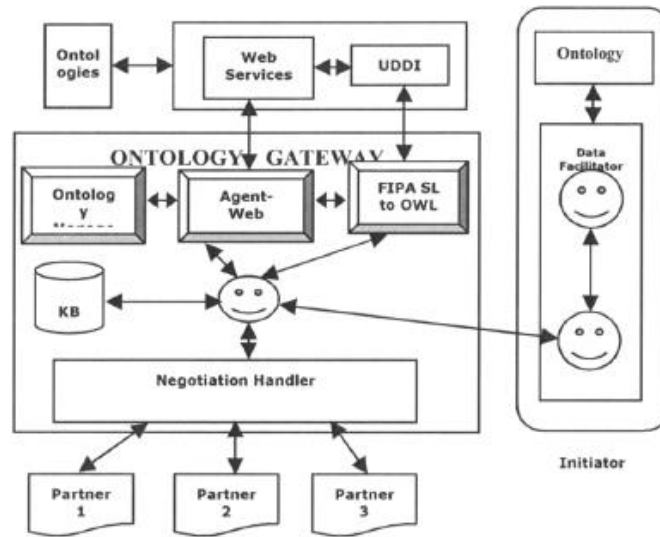 Ontol
ogies
Web
Services
UDDI
Ontology
ONTOLOGY GATEWAY
Data
Facilitator
Ontolog
y
Agent-
Web
FIPA SL
to OWL
KB
Negotiation Handler
Initiator
Partner
1
Partner
2
Partner
3